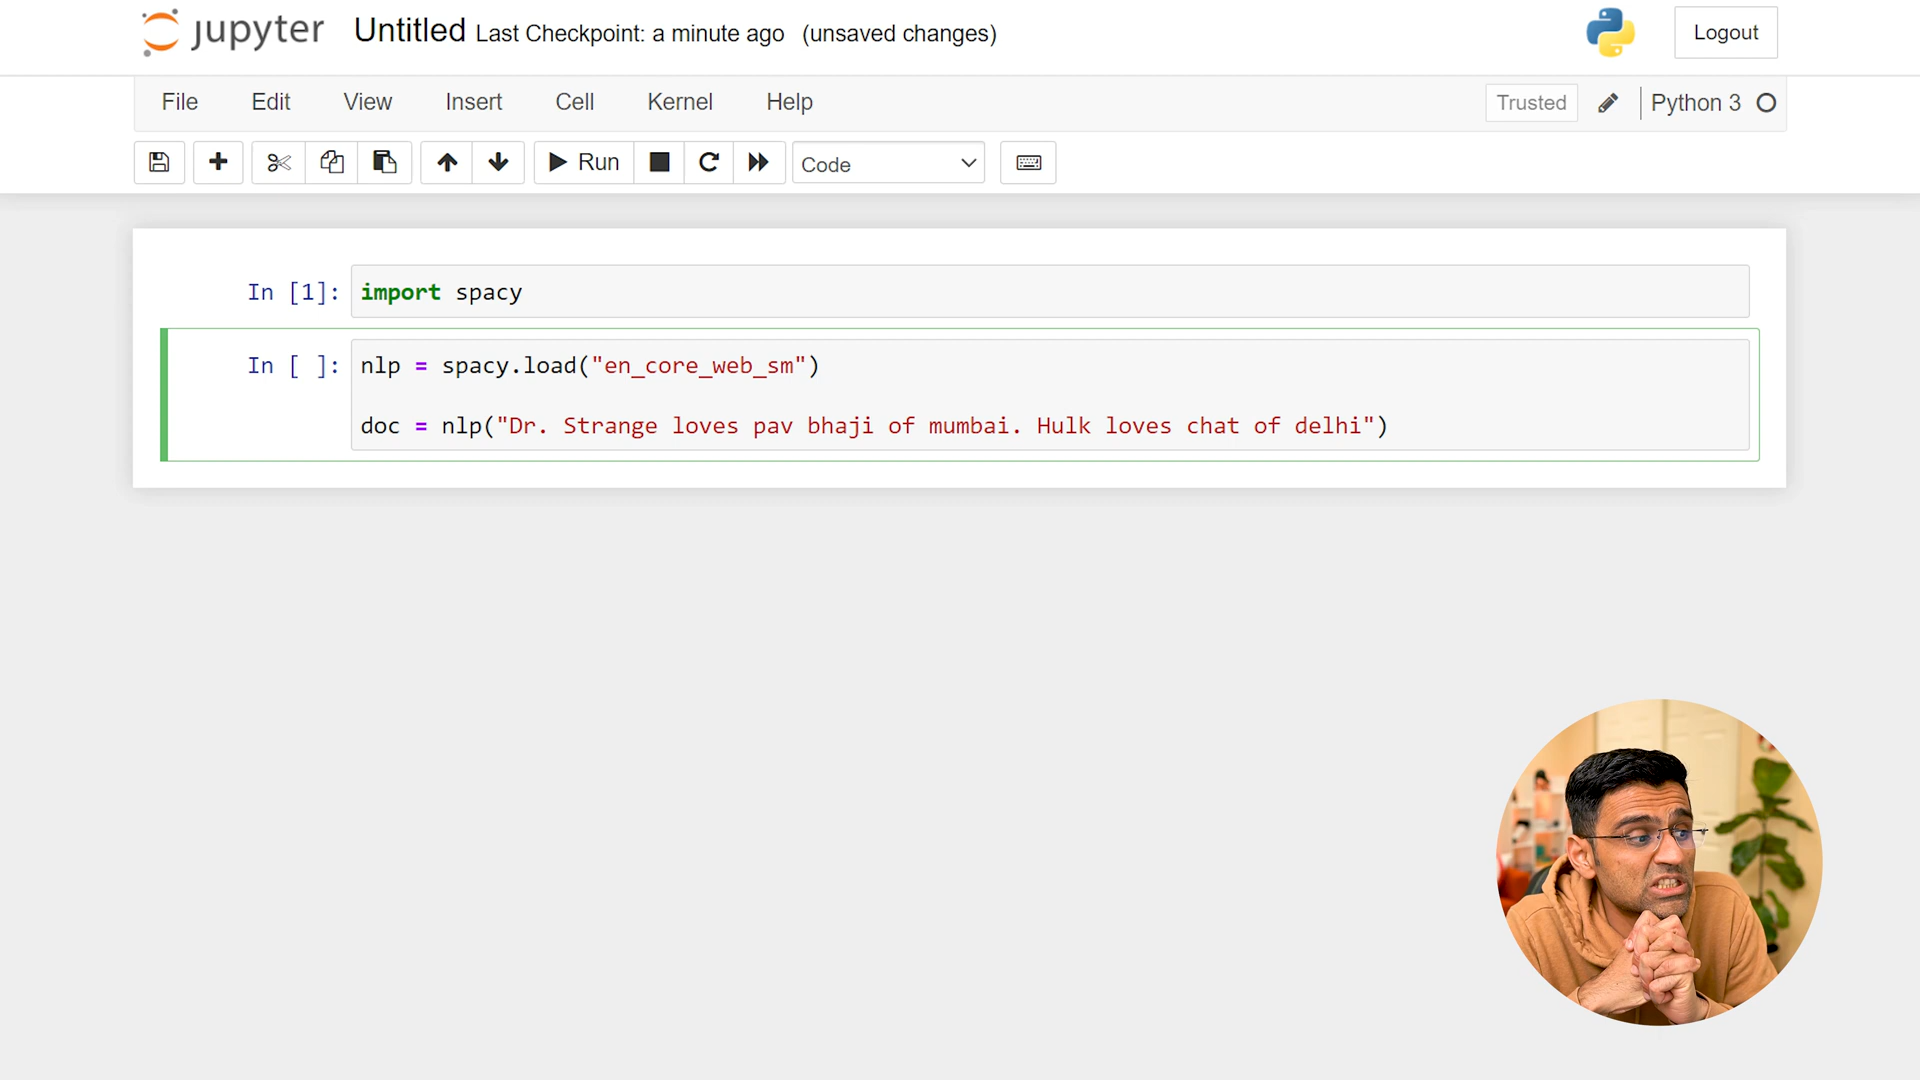 jupyter Untitled Last Checkpoint: a minute ago (unsaved changes) Logout
File Edit View Insert Cell Kernel Help Trusted Python 3
Run Code
In [1]: import spacy
In [ ]: nlp = spacy.load("en_core_web_sm")
doc = nlp("Dr. Strange loves pav bhaji of mumbai. Hulk loves chat of delhi")